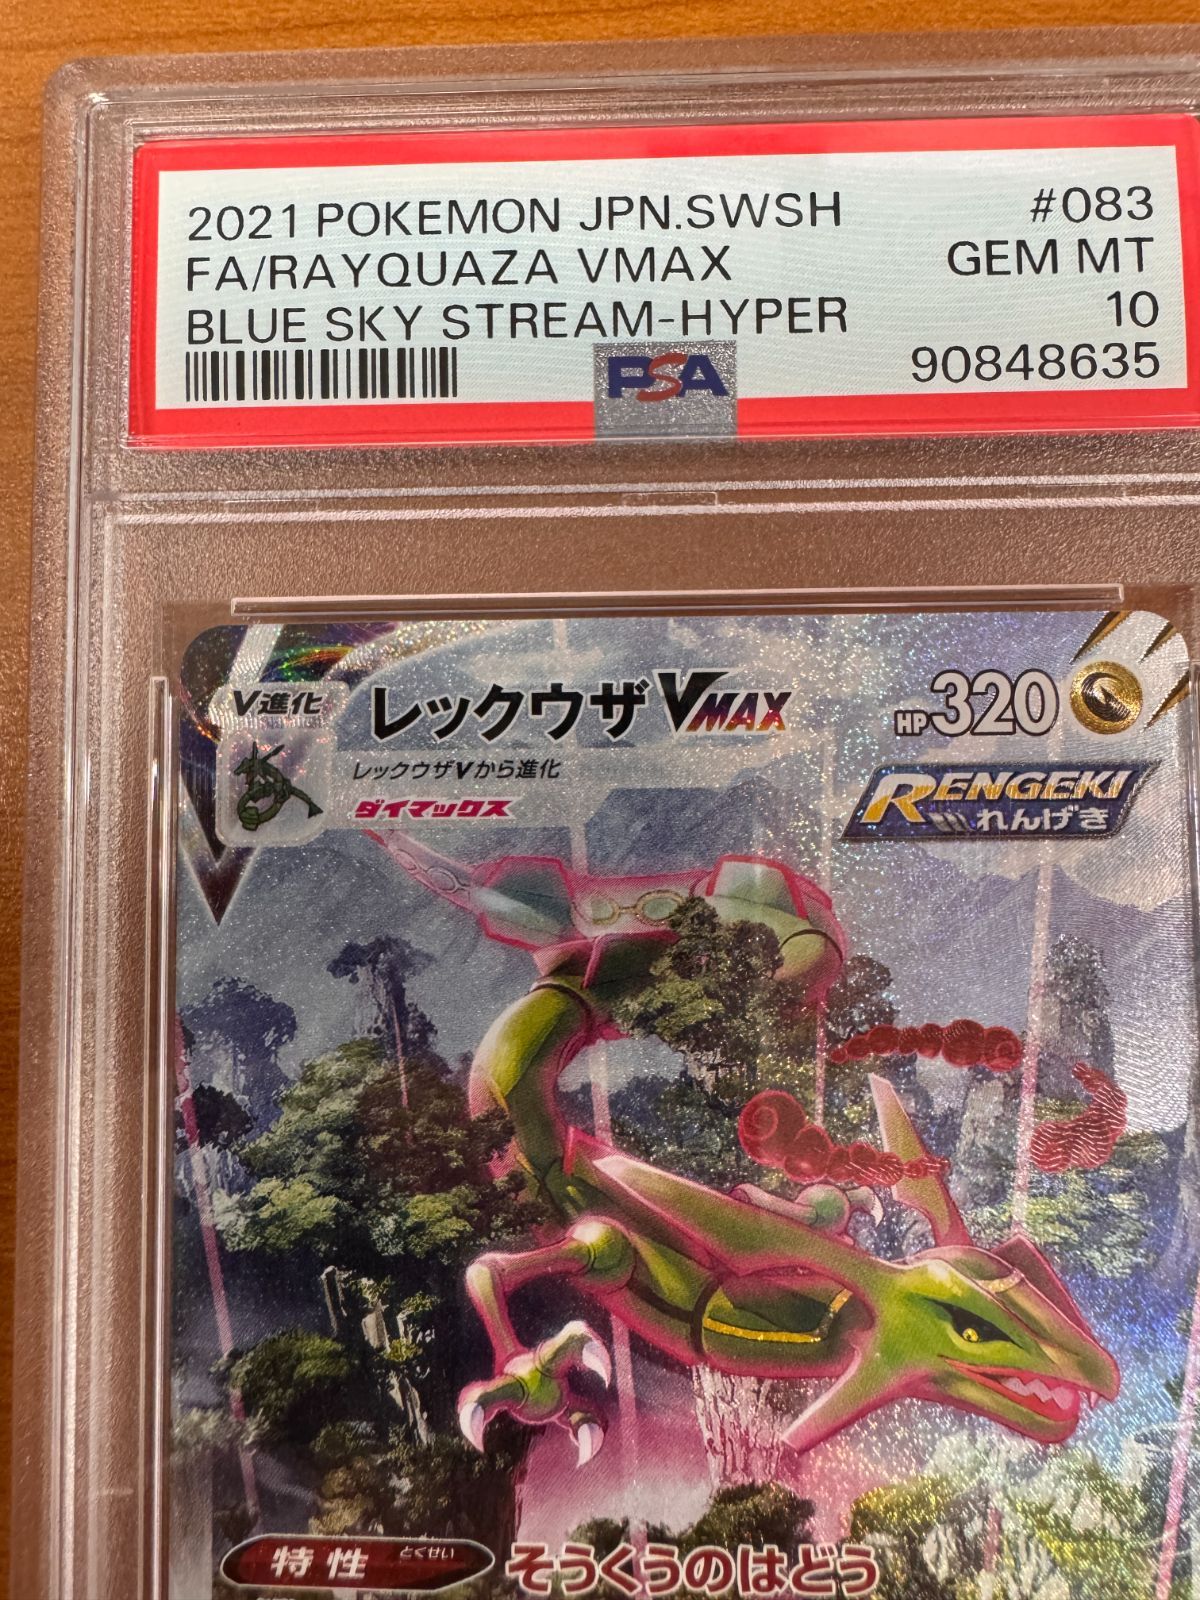 2021 POKEMON JPN.SWSH #083
FA/RAYQUAZA VMAX GEM MT
BLUE SKY STREAM-HYPER 10
PSA 90848635
V進化 レックウザVMAX HP320
レックウザVから進化
ダイマックス
RENGEKI
れんげき
特性 とくせい そうくうのはどう